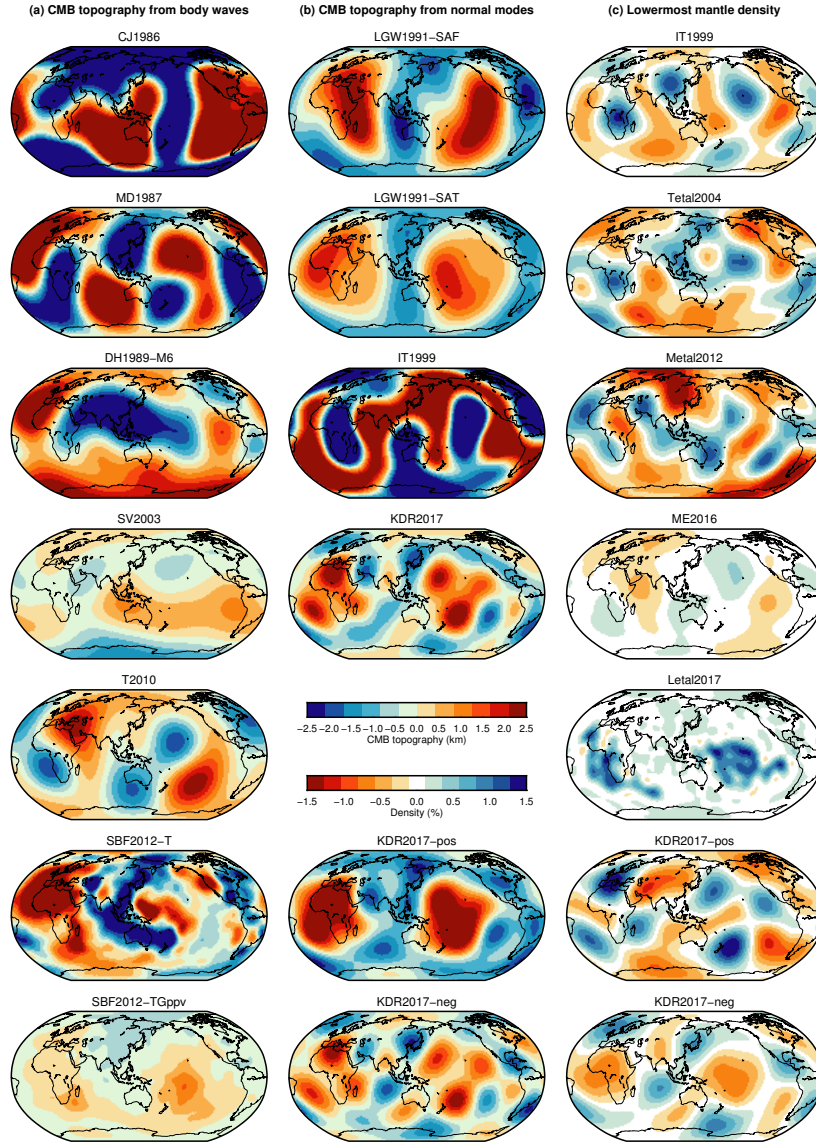 (a) CMB topography from body waves
(b) CMB topography from normal modes
(c) Lowermost mantle density
CJ1986
LGW1991−SAF
IT1999
MD1987
LGW1991−SAT
Tetal2004
DH1989−M6
IT1999
Metal2012
SV2003
KDR2017
ME2016
T2010
Letal2017
−2.5 −2.0 −1.5 −1.0 −0.5 0.0 0.5 1.0 1.5 2.0 2.5
CMB topography (km)
−1.5 −1.0 −0.5 0.0 0.5 1.0 1.5
Density (%)
SBF2012−T
KDR2017−pos
KDR2017−pos
SBF2012−TGppv
KDR2017−neg
KDR2017−neg